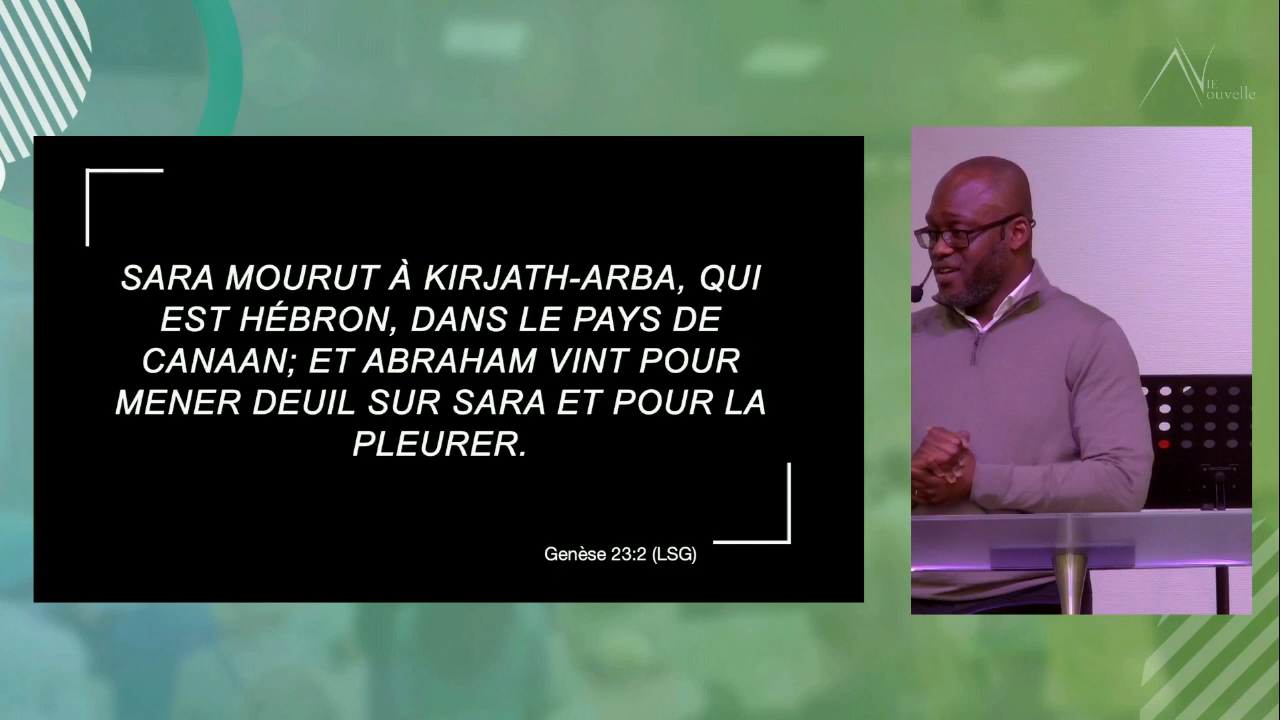 VIE
Nouvelle
SARA MOURUT À KIRJATH-ARBA, QUI
EST HÉBRON, DANS LE PAYS DE
CANAAN; ET ABRAHAM VINT POUR
MENER DEUIL SUR SARA ET POUR LA
PLEURER.
Genèse 23:2 (LSG)